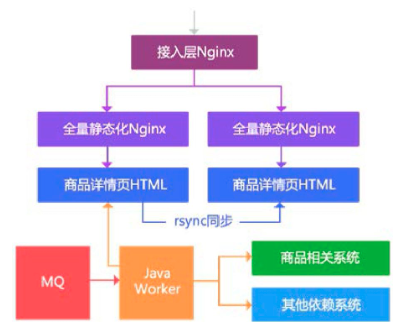 接入层Nginx
全量静态化Nginx
全量静态化Nginx
商品详情页HTML
商品详情页HTML
rsync同步
MQ
Java
Worker
商品相关系统
其他依赖系统